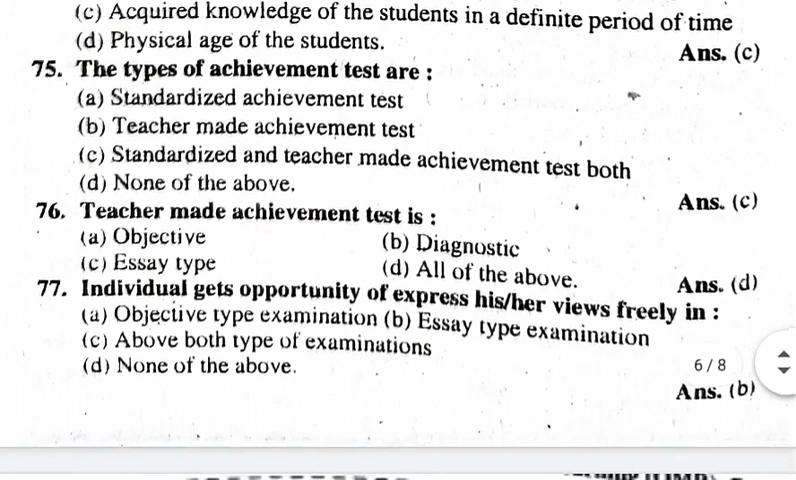 (c) Acquired knowledge of the students in a definite period of time
(d) Physical age of the students.
Ans. (c)
75. The types of achievement test are :
(a) Standardized achievement test
(b) Teacher made achievement test
(c) Standardized and teacher made achievement test both
(d) None of the above.
Ans. (c)
76. Teacher made achievement test is :
(a) Objective (b) Diagnostic
(c) Essay type (d) All of the above.
Ans. (d)
77. Individual gets opportunity of express his/her views freely in :
(a) Objective type examination (b) Essay type examination
(c) Above both type of examinations
(d) None of the above.
6 / 8
Ans. (b)